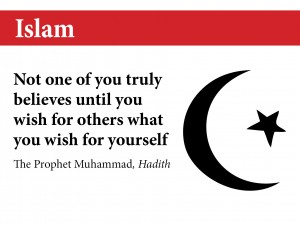 Islam
Not one of you truly
believes until you
wish for others what
you wish for yourself
The Prophet Muhammad, Hadith